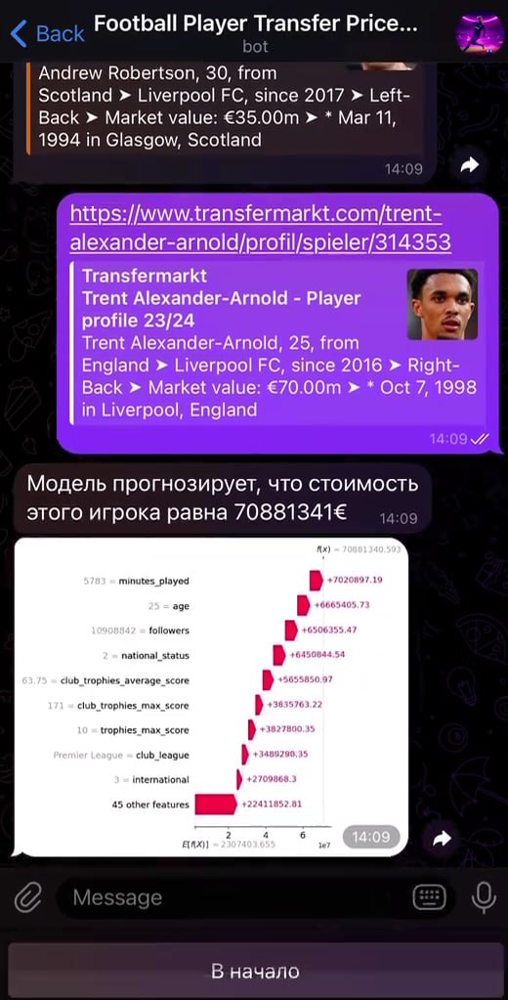 Back
Football Player Transfer Price...
bot
Andrew Robertson, 30, from
Scotland ➤ Liverpool FC, since 2017 ➤ Left-
Back ➤ Market value: €35.00m ➤ * Mar 11,
1994 in Glasgow, Scotland
14:09
https://www.transfermarkt.com/trent-
alexander-arnold/profil/spieler/314353
Transfermarkt
Trent Alexander-Arnold - Player
profile 23/24
Trent Alexander-Arnold, 25, from
England ➤ Liverpool FC, since 2016 ➤ Right-
Back ➤ Market value: €70.00m ➤ * Oct 7, 1998
in Liverpool, England
14:09
Модель прогнозирует, что стоимость
этого игрока равна 70881341€
14:09
f(x) = 70881340.593
5783 = minutes_played +7020897.19
25 = age +6665405.73
10908842 = followers +6506355.47
2 = national_status +6450844.54
63.75 = club_trophies_average_score +5655850.97
171 = club_trophies_max_score +3835763.22
10 = trophies_max_score +3827800.35
Premier League = club_league +3489290.35
3 = international +2709868.3
45 other features +22411852.81
2 4 6
E[f(X)] = 2307403.655 1e7
14:09
Message
В начало